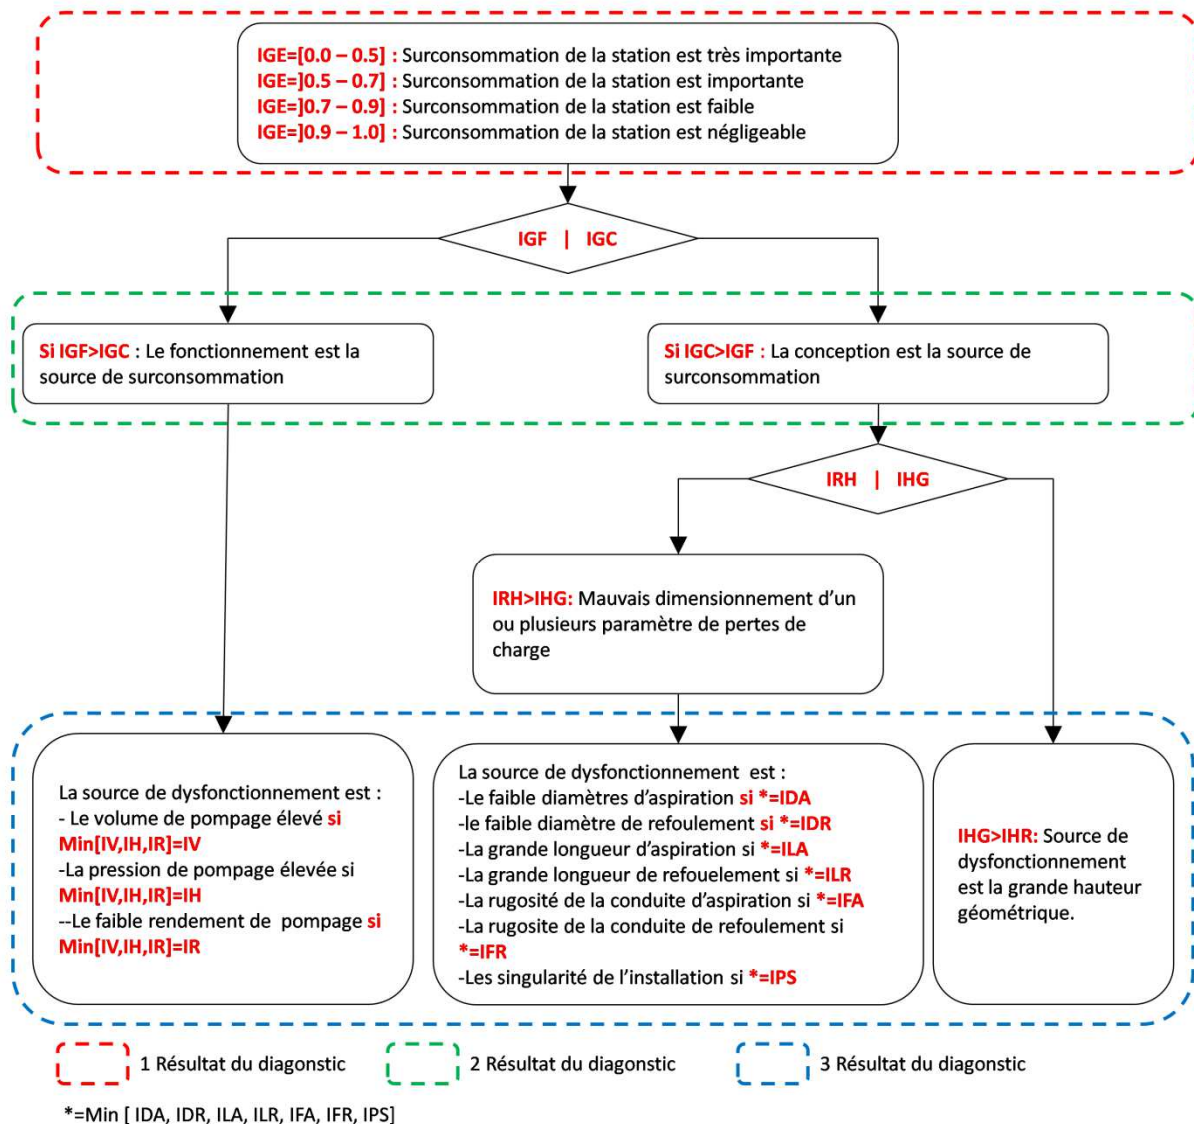 IGE=[0.0 – 0.5] : Surconsommation de la station est très importante
IGE=]0.5 – 0.7] : Surconsommation de la station est importante
IGE=]0.7 – 0.9] : Surconsommation de la station est faible
IGE=]0.9 – 1.0] : Surconsommation de la station est négligeable
IGF | IGC
Si IGF>IGC : Le fonctionnement est la
source de surconsommation
Si IGC>IGF : La conception est la source de
surconsommation
IRH | IHG
IRH>IHG: Mauvais dimensionnement d’un
ou plusieurs paramètre de pertes de
charge
La source de dysfonctionnement est :
- Le volume de pompage élevé si
Min[IV,IH,IR]=IV
-La pression de pompage élevée si
Min[IV,IH,IR]=IH
--Le faible rendement de pompage si
Min[IV,IH,IR]=IR
La source de dysfonctionnement est :
-Le faible diamètres d’aspiration si *=IDA
-le faible diamètre de refoulement si *=IDR
-La grande longueur d’aspiration si *=ILA
-La grande longueur de refouelement si *=ILR
-La rugosite de la conduite d’aspiration si *=IFA
-La rugosite de la conduite de refoulement si
*=IFR
-Les singularité de l’installation si *=IPS
IHG>IHR: Source de
dysfonctionnement
est la grande hauteur
géométrique.
1 Résultat du diagonstic
2 Résultat du diagonstic
3 Résultat du diagonstic
*=Min [ IDA, IDR, ILA, ILR, IFA, IFR, IPS]